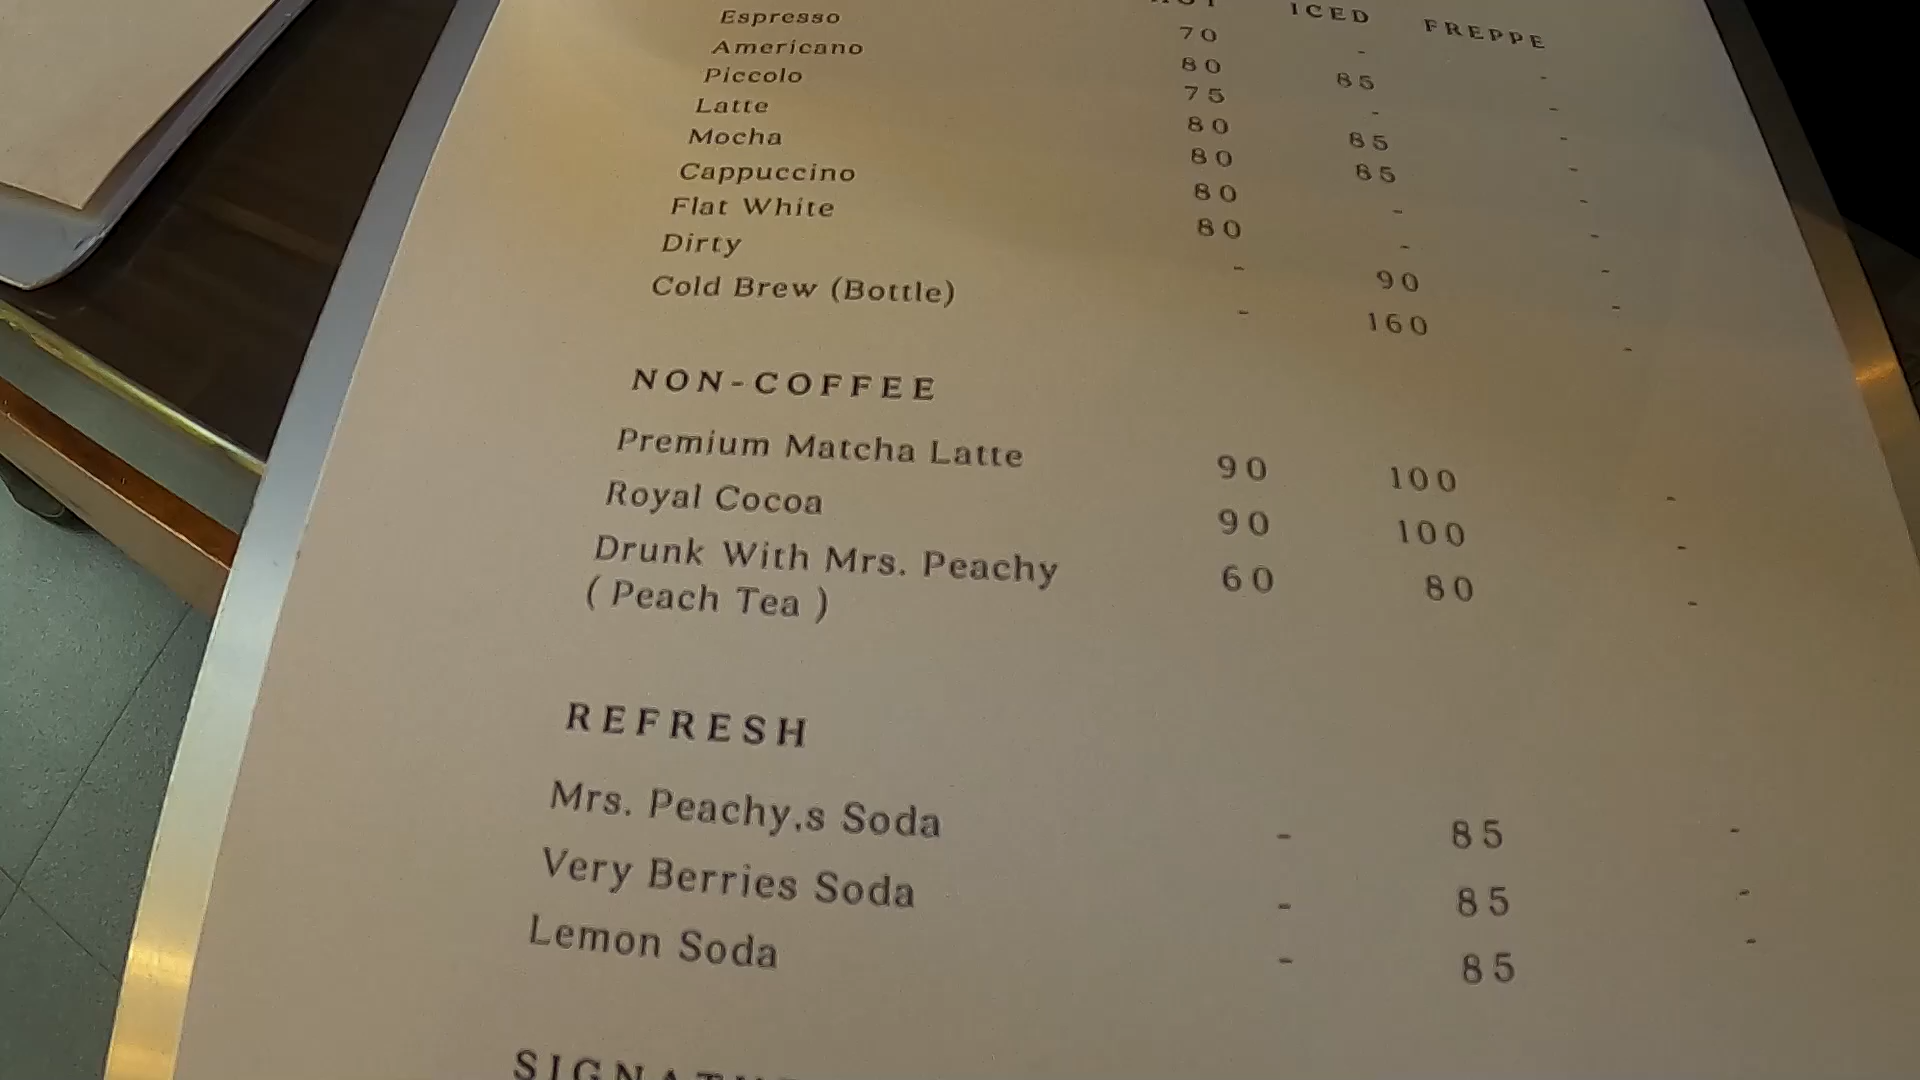 ICED FREPPE
Espresso 70 - -
Americano 80 85 -
Piccolo 75 - -
Latte 80 85 -
Mocha 80 85 -
Cappuccino 80 - -
Flat White 80 - -
Dirty - 90 -
Cold Brew (Bottle) - 160 -
NON-COFFEE
Premium Matcha Latte 90 100 -
Royal Cocoa 90 100 -
Drunk With Mrs. Peachy 60 80 -
( Peach Tea )
REFRESH
Mrs. Peachy,s Soda - 85 -
Very Berries Soda - 85 -
Lemon Soda - 85 -